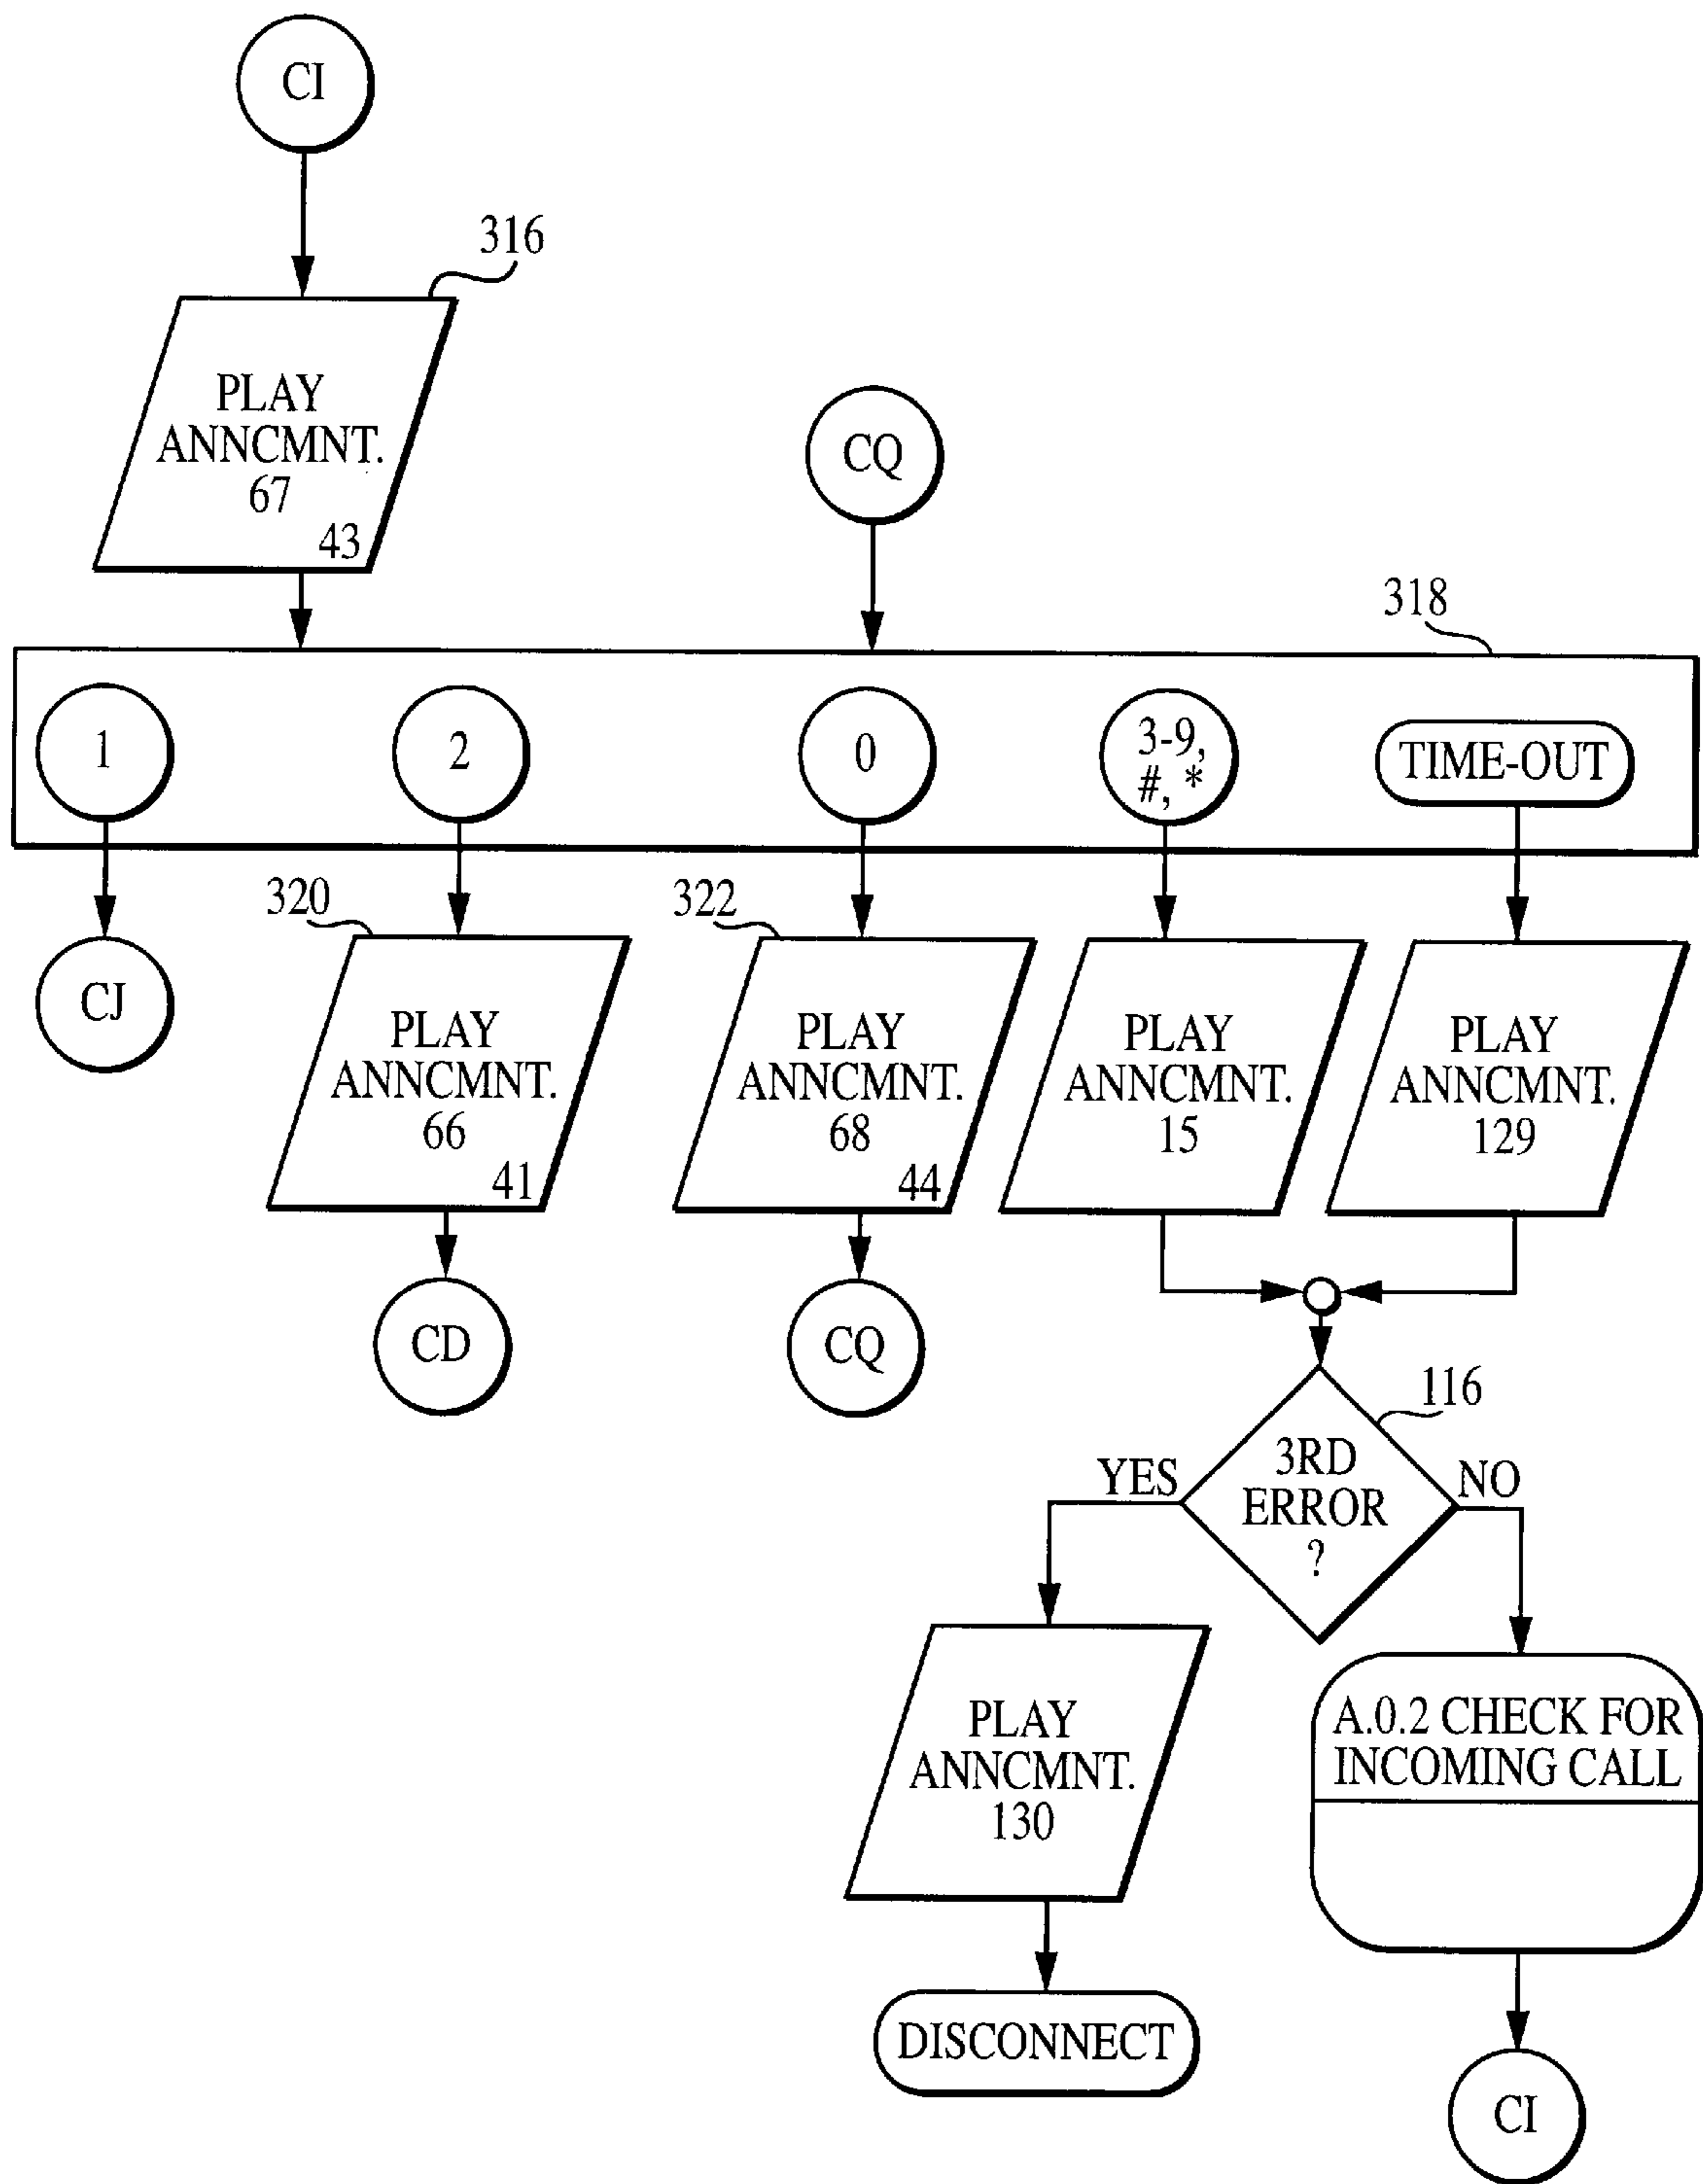 CI
316
PLAY
ANNCMNT.
67
43
CQ
318
1
2
0
3-9,
#, *
TIME-OUT
320
322
CJ
PLAY
ANNCMNT.
66
41
PLAY
ANNCMNT.
68
44
PLAY
ANNCMNT.
15
PLAY
ANNCMNT.
129
CD
CQ
116
YES
3RD
ERROR
?
NO
PLAY
ANNCMNT.
130
A.0.2 CHECK FOR
INCOMING CALL
DISCONNECT
CI